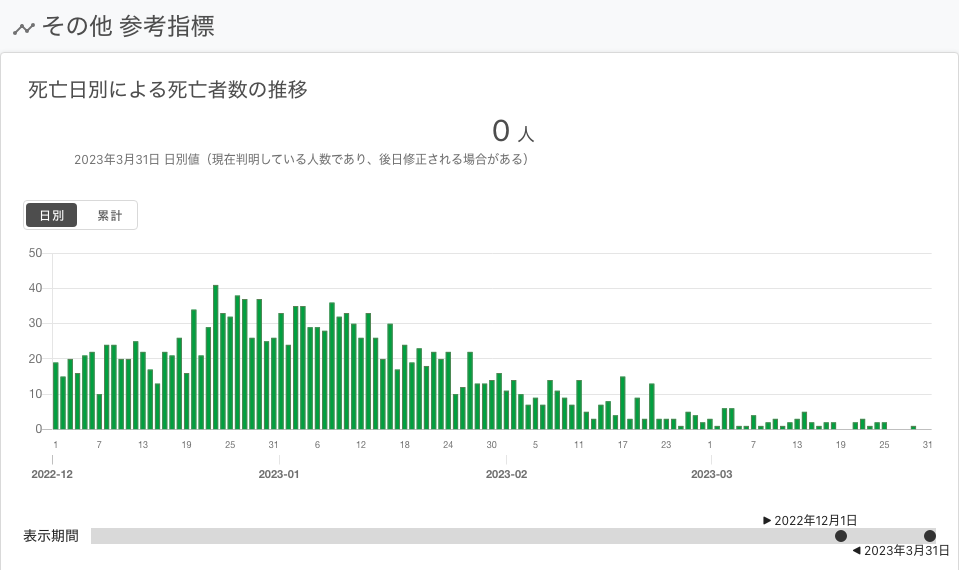 その他 参考指標
死亡日別による死亡者数の推移
0 人
2023年3月31日 日別値（現在判明している人数であり、後日修正される場合がある）
日別 累計
50
40
30
20
10
0
1 7 13 19 25 31 6 12 18 24 30 5 11 17 23 1 7 13 19 25 31
2022-12 2023-01 2023-02 2023-03
▶ 2022年12月1日
表示期間
◀ 2023年3月31日